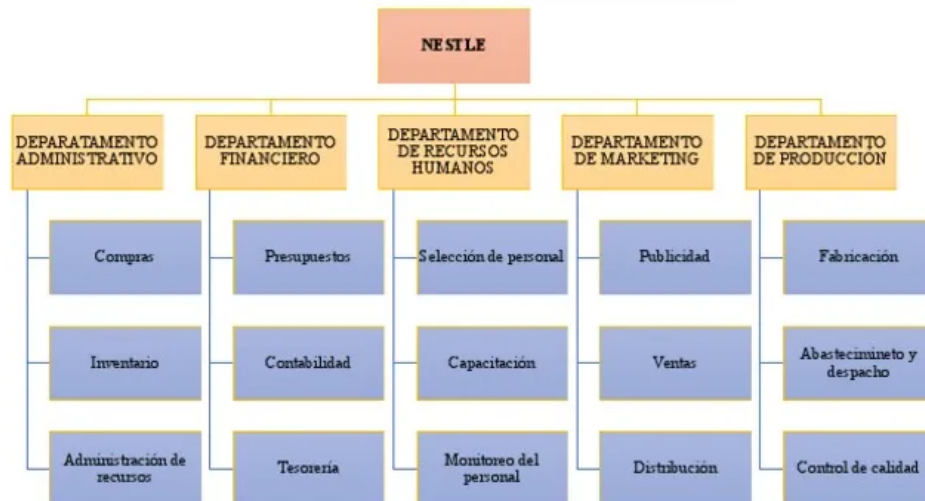 NESTLE
DEPARATAMENTO
ADMINISTRATIVO
DEPARTAMENTO
FINANCIERO
DEPARTAMENTO
DE RECURSOS
HUMANOS
DEPARTAMENTO
DE MARKETING
DEPARTAMENTO
DE PRODUCCIÓN
Compras
Presupuestos
Selección de personal
Publicidad
Fabricación
Inventario
Contabilidad
Capacitación
Ventas
Abastecimineto y
despacho
Administración de
recursos
Tesorería
Monitoreo del
personal
Distribución
Control de calidad